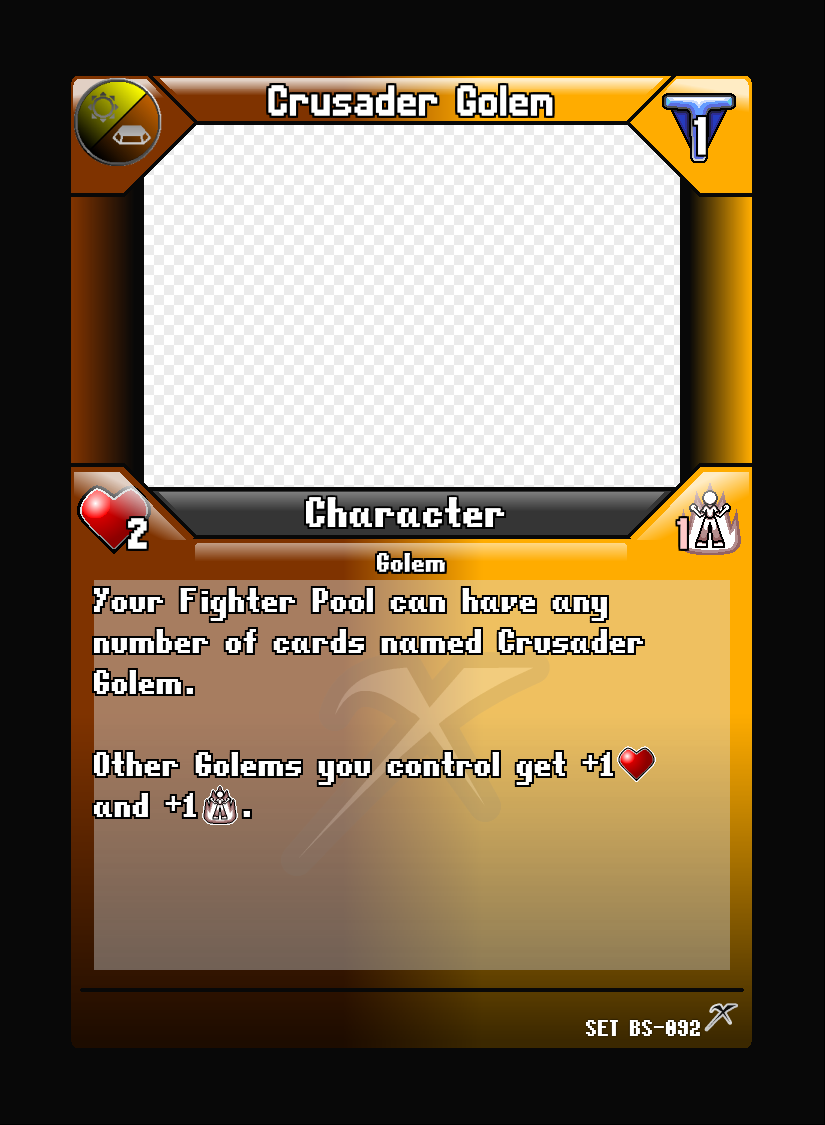 Crusader Golem
1
Character
2
1
Golem
Your Fighter Pool can have any
number of cards named Crusader
Golem.
Other Golems you control get +1
and +1.
SET BS-092